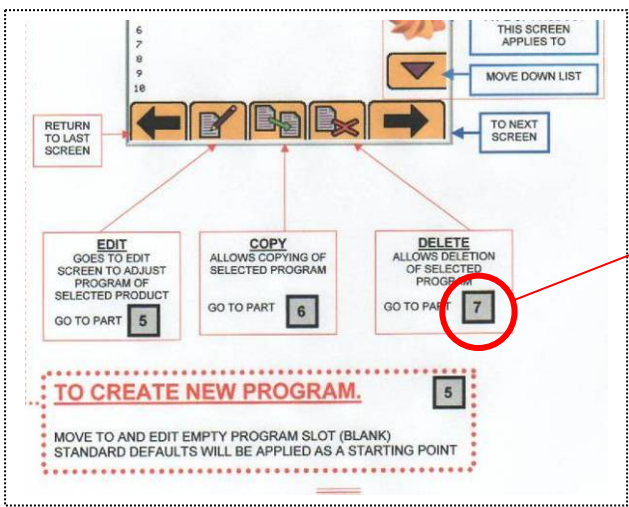 THIS SCREEN
APPLIES TO
6
7
8
9
10
MOVE DOWN LIST
RETURN
TO LAST
SCREEN
TO NEXT
SCREEN
EDIT
GOES TO EDIT
SCREEN TO ADJUST
PROGRAM OF
SELECTED PRODUCT
GO TO PART 5
COPY
ALLOWS COPYING OF
SELECTED PROGRAM
GO TO PART 6
DELETE
ALLOWS DELETION
OF SELECTED
PROGRAM
GO TO PART 7
TO CREATE NEW PROGRAM. 5
MOVE TO AND EDIT EMPTY PROGRAM SLOT (BLANK)
STANDARD DEFAULTS WILL BE APPLIED AS A STARTING POINT